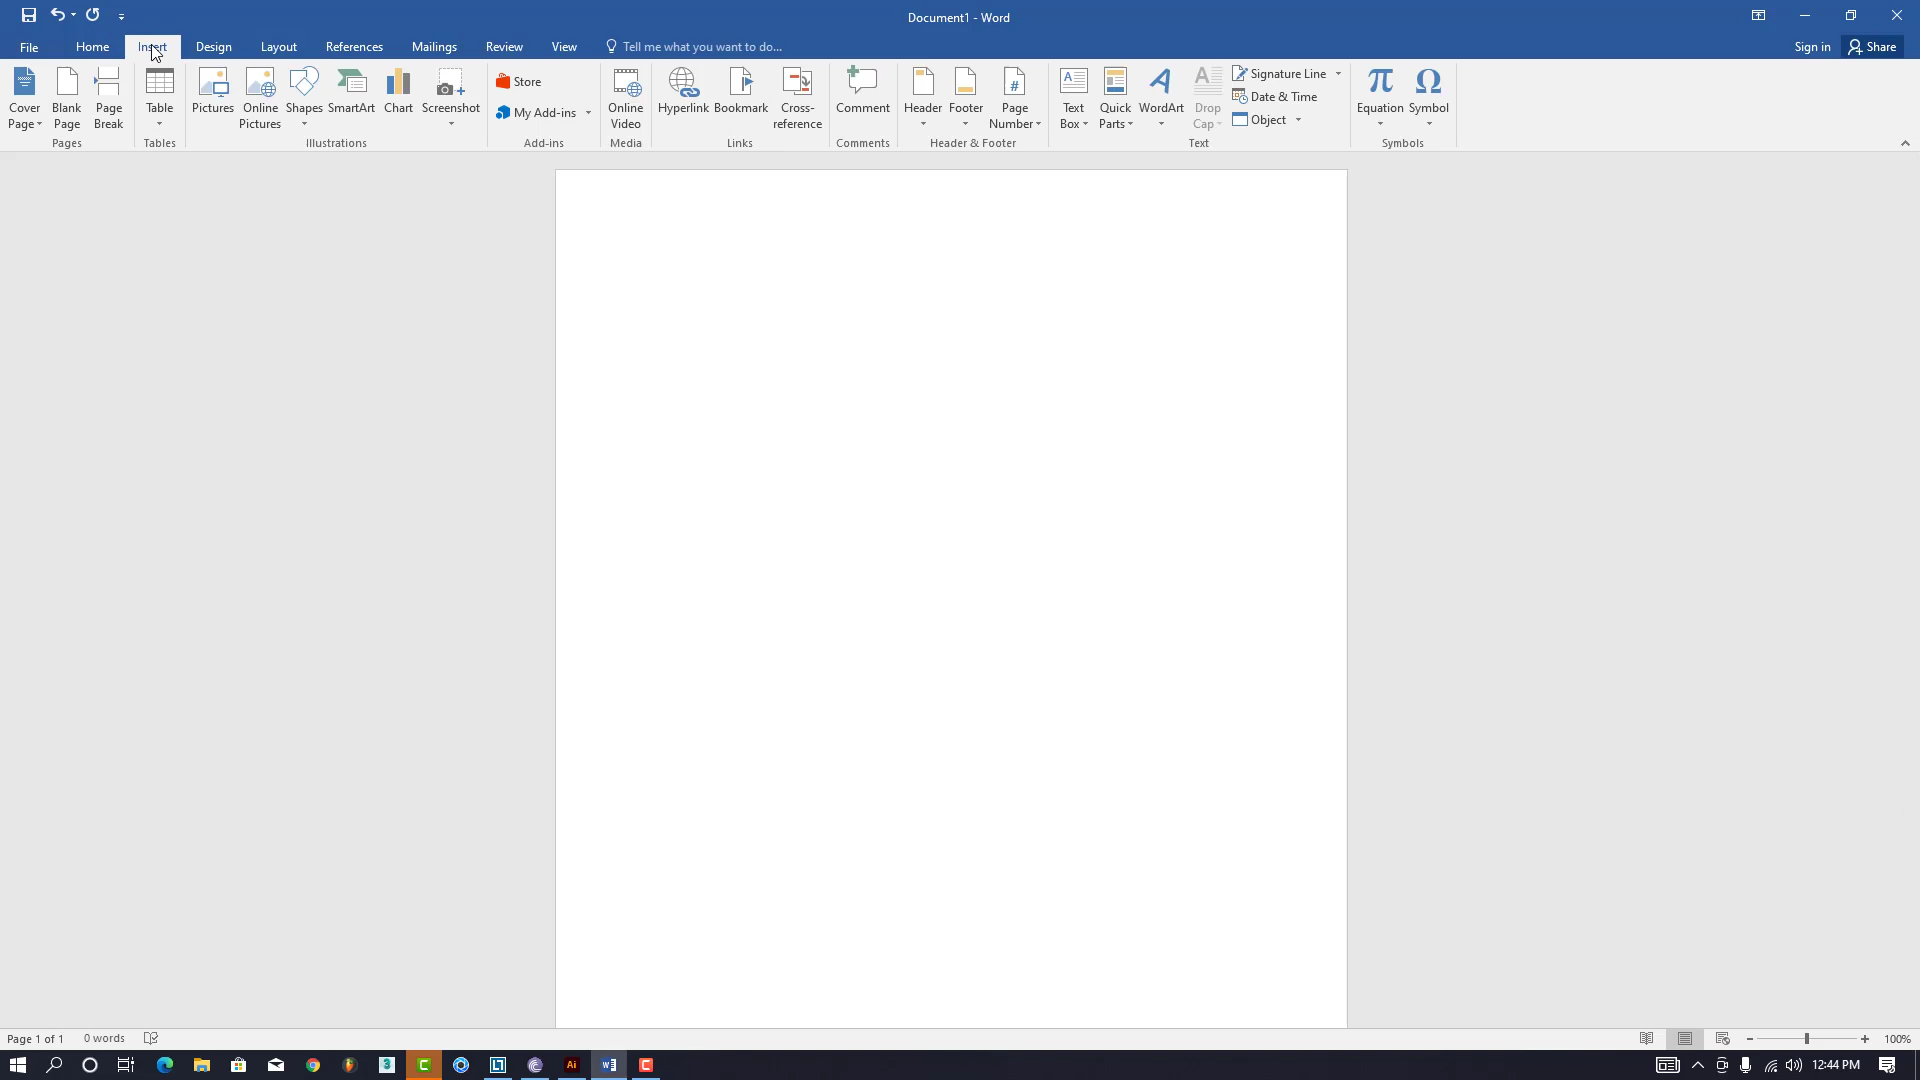 Document1 - Word
File Home Insert Design Layout References Mailings Review View Tell me what you want to do... Sign in Share
Cover Page
Blank Page
Page Break
Table
Pictures
Online Pictures
Shapes
SmartArt
Chart
Screenshot
Store
My Add-ins
Online Video
Hyperlink
Bookmark
Cross-reference
Comment
Header
Footer
Page Number
Text Box
Quick Parts
WordArt
Drop Cap
Signature Line
Date & Time
Object
Equation
Symbol
Pages Tables Illustrations Add-ins Media Links Comments Header & Footer Text Symbols
Page 1 of 1 0 words 100%
12:44 PM